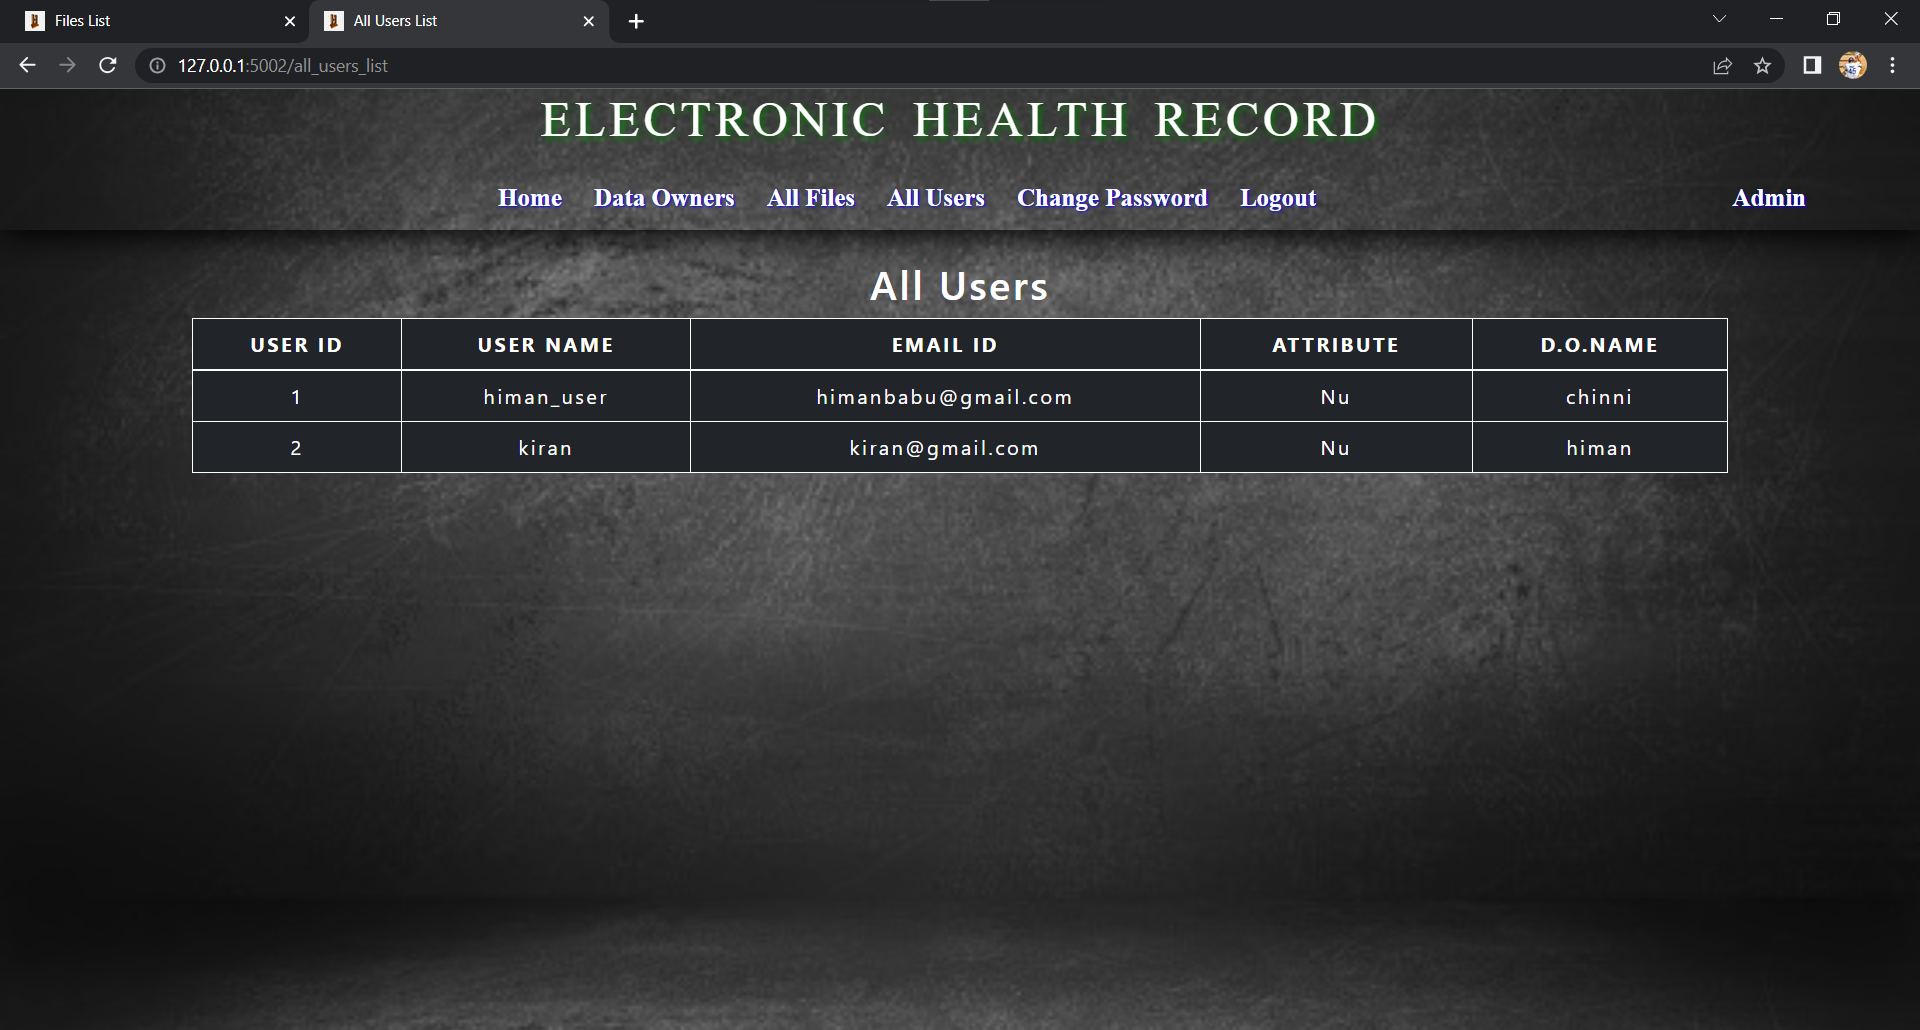 Files List
All Users List
127.0.0.1:5002/all_users_list
ELECTRONIC HEALTH RECORD
Home Data Owners All Files All Users Change Password Logout Admin
All Users
USER ID USER NAME EMAIL ID ATTRIBUTE D.O.NAME
1 himan_user himanbabu@gmail.com Nu chinni
2 kiran kiran@gmail.com Nu himan